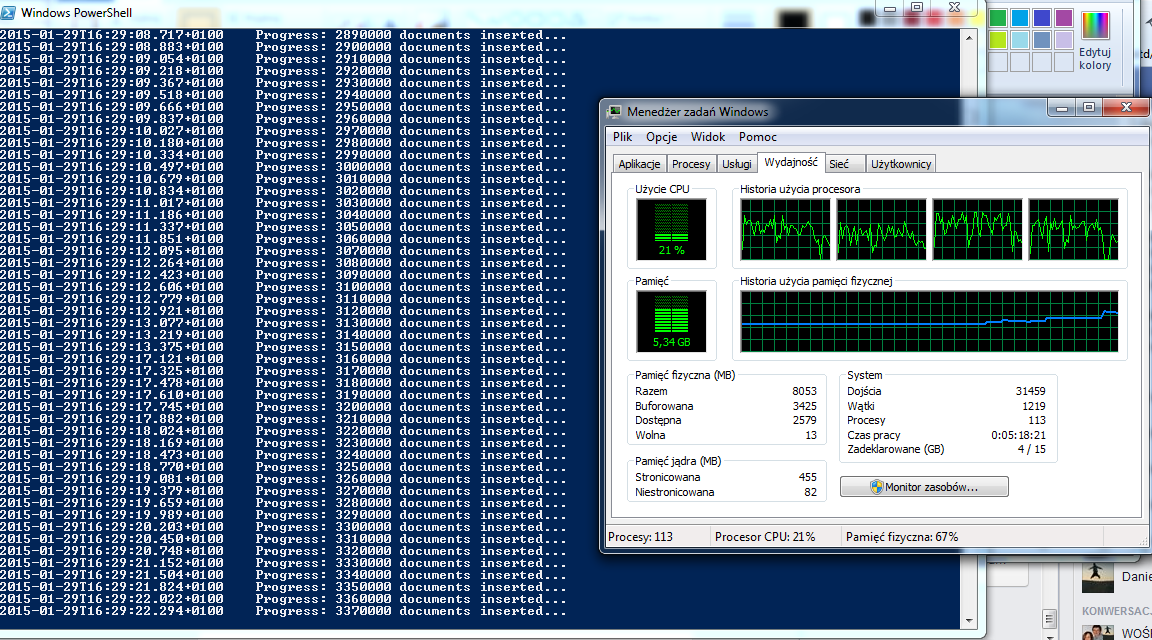 Windows PowerShell
2015-01-29T16:29:08.717+0100 Progress: 2890000 documents inserted...
2015-01-29T16:29:08.883+0100 Progress: 2900000 documents inserted...
2015-01-29T16:29:09.054+0100 Progress: 2910000 documents inserted...
2015-01-29T16:29:09.218+0100 Progress: 2920000 documents inserted...
2015-01-29T16:29:09.367+0100 Progress: 2930000 documents inserted...
2015-01-29T16:29:09.518+0100 Progress: 2940000 documents inserted...
2015-01-29T16:29:09.666+0100 Progress: 2950000 documents inserted...
2015-01-29T16:29:09.837+0100 Progress: 2960000 documents inserted...
2015-01-29T16:29:10.027+0100 Progress: 2970000 documents inserted...
2015-01-29T16:29:10.180+0100 Progress: 2980000 documents inserted...
2015-01-29T16:29:10.334+0100 Progress: 2990000 documents inserted...
2015-01-29T16:29:10.497+0100 Progress: 3000000 documents inserted...
2015-01-29T16:29:10.679+0100 Progress: 3010000 documents inserted...
2015-01-29T16:29:10.834+0100 Progress: 3020000 documents inserted...
2015-01-29T16:29:11.017+0100 Progress: 3030000 documents inserted...
2015-01-29T16:29:11.186+0100 Progress: 3040000 documents inserted...
2015-01-29T16:29:11.337+0100 Progress: 3050000 documents inserted...
2015-01-29T16:29:11.851+0100 Progress: 3060000 documents inserted...
2015-01-29T16:29:12.095+0100 Progress: 3070000 documents inserted...
2015-01-29T16:29:12.264+0100 Progress: 3080000 documents inserted...
2015-01-29T16:29:12.423+0100 Progress: 3090000 documents inserted...
2015-01-29T16:29:12.606+0100 Progress: 3100000 documents inserted...
2015-01-29T16:29:12.779+0100 Progress: 3110000 documents inserted...
2015-01-29T16:29:12.921+0100 Progress: 3120000 documents inserted...
2015-01-29T16:29:13.077+0100 Progress: 3130000 documents inserted...
2015-01-29T16:29:13.219+0100 Progress: 3140000 documents inserted...
2015-01-29T16:29:13.375+0100 Progress: 3150000 documents inserted...
2015-01-29T16:29:17.121+0100 Progress: 3160000 documents inserted...
2015-01-29T16:29:17.325+0100 Progress: 3170000 documents inserted...
2015-01-29T16:29:17.478+0100 Progress: 3180000 documents inserted...
2015-01-29T16:29:17.610+0100 Progress: 3190000 documents inserted...
2015-01-29T16:29:17.745+0100 Progress: 3200000 documents inserted...
2015-01-29T16:29:17.882+0100 Progress: 3210000 documents inserted...
2015-01-29T16:29:18.024+0100 Progress: 3220000 documents inserted...
2015-01-29T16:29:18.169+0100 Progress: 3230000 documents inserted...
2015-01-29T16:29:18.473+0100 Progress: 3240000 documents inserted...
2015-01-29T16:29:18.770+0100 Progress: 3250000 documents inserted...
2015-01-29T16:29:19.081+0100 Progress: 3260000 documents inserted...
2015-01-29T16:29:19.379+0100 Progress: 3270000 documents inserted...
2015-01-29T16:29:19.659+0100 Progress: 3280000 documents inserted...
2015-01-29T16:29:19.989+0100 Progress: 3290000 documents inserted...
2015-01-29T16:29:20.203+0100 Progress: 3300000 documents inserted...
2015-01-29T16:29:20.450+0100 Progress: 3310000 documents inserted...
2015-01-29T16:29:20.748+0100 Progress: 3320000 documents inserted...
2015-01-29T16:29:21.152+0100 Progress: 3330000 documents inserted...
2015-01-29T16:29:21.504+0100 Progress: 3340000 documents inserted...
2015-01-29T16:29:21.824+0100 Progress: 3350000 documents inserted...
2015-01-29T16:29:22.022+0100 Progress: 3360000 documents inserted...
2015-01-29T16:29:22.294+0100 Progress: 3370000 documents inserted...
Edytuj
kolory
Menedżer zadań Windows
Plik Opcje Widok Pomoc
Aplikacje Procesy Usługi Wydajność Sieć Użytkownicy
Użycie CPU Historia użycia procesora
21 %
Pamięć Historia użycia pamięci fizycznej
5,34 GB
Pamięć fizyczna (MB)
Razem 8053
Buforowana 3425
Dostępna 2579
Wolna 13
Pamięć jądra (MB)
Stronicowana 455
Niestronicowana 82
System
Dojścia 31459
Wątki 1219
Procesy 113
Czas pracy 0:05:18:21
Zadeklarowane (GB) 4 / 15
Monitor zasobów...
Procesy: 113 Procesor CPU: 21% Pamięć fizyczna: 67%
Danie
KONWERSAC
WOŚ